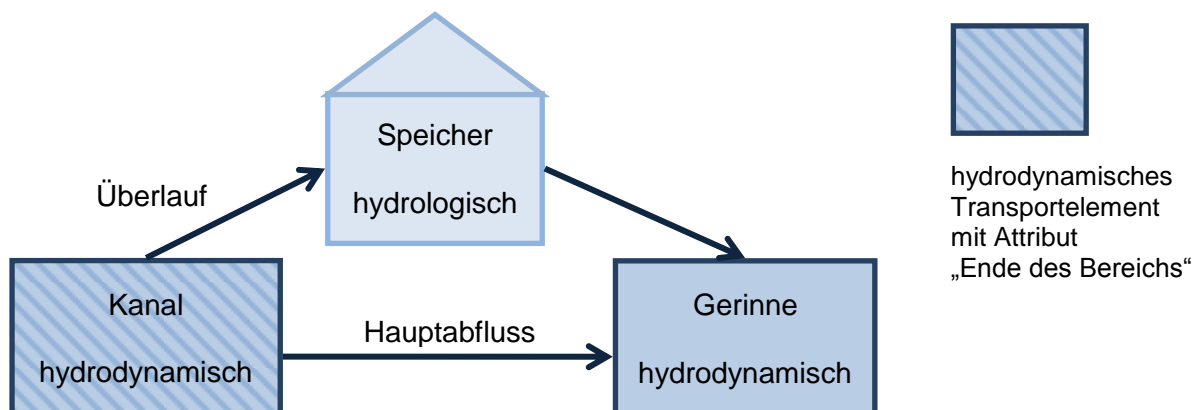 Speicher
hydrologisch
Überlauf
Kanal
hydrodynamisch
Hauptabfluss
Gerinne
hydrodynamisch
hydrodynamisches
Transportelement
mit Attribut
„Ende des Bereichs“